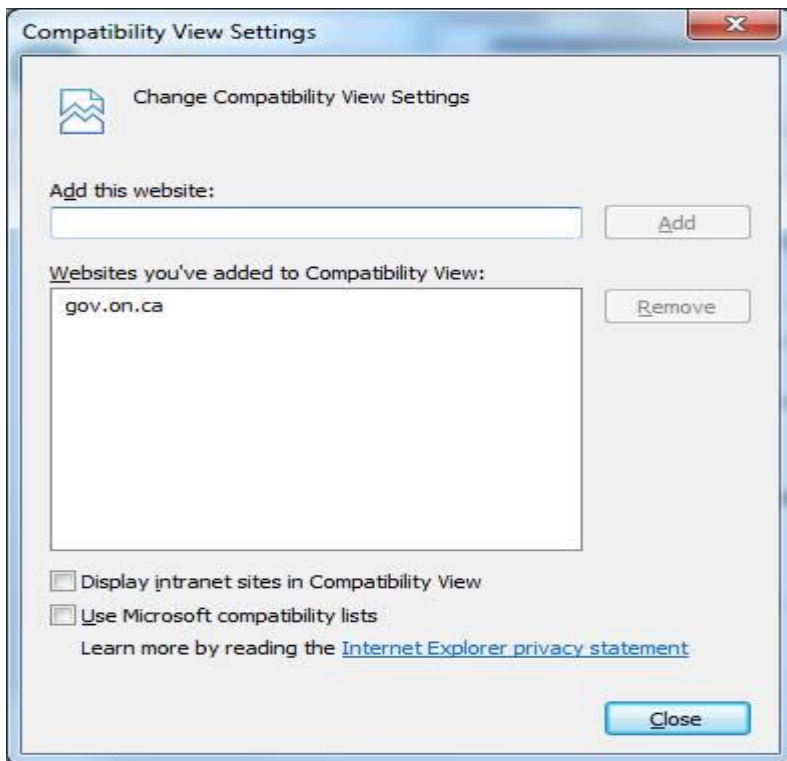 Compatibility View Settings
Change Compatibility View Settings
Add this website:
Add
Websites you've added to Compatibility View:
gov.on.ca
Remove
Display intranet sites in Compatibility View
Use Microsoft compatibility lists
Learn more by reading the Internet Explorer privacy statement
Close